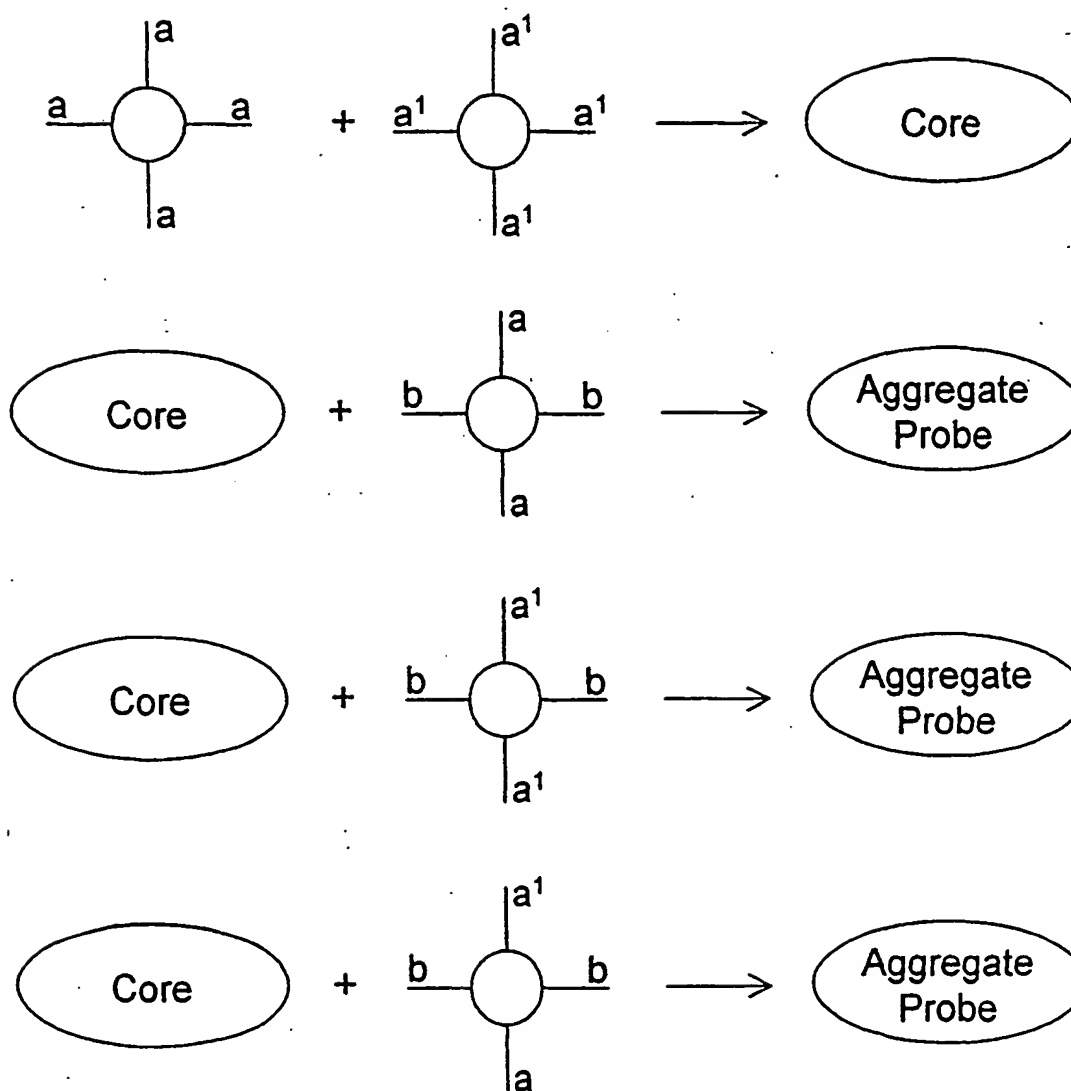 a
a a
a
+
a¹
a¹ a¹
a¹
Core
Core
+
a
b b
a
Aggregate
Probe
Core
+
a¹
b b
a¹
Aggregate
Probe
Core
+
a¹
b b
a
Aggregate
Probe